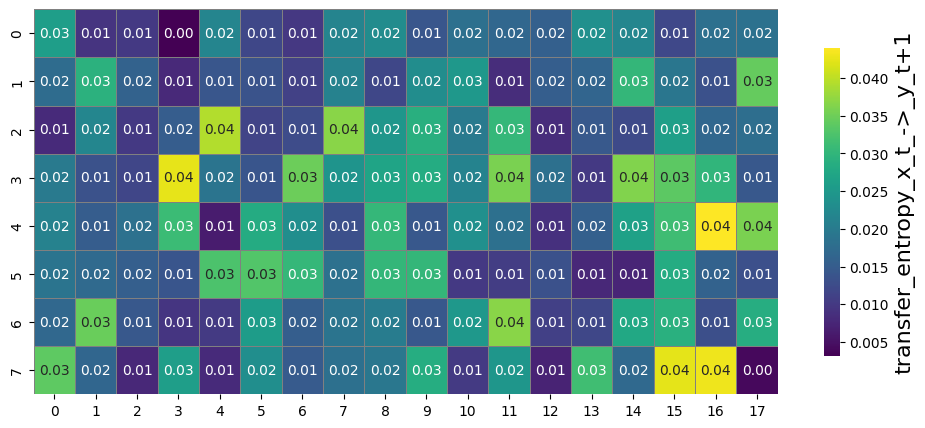 0 0.03 0.01 0.01 0.00 0.02 0.01 0.01 0.02 0.02 0.01 0.02 0.02 0.02 0.02 0.02 0.01 0.02 0.02
1 0.02 0.03 0.02 0.01 0.01 0.01 0.01 0.02 0.01 0.02 0.03 0.01 0.02 0.02 0.03 0.02 0.01 0.03
2 0.01 0.02 0.01 0.02 0.04 0.01 0.01 0.04 0.02 0.03 0.02 0.03 0.01 0.01 0.01 0.03 0.02 0.02
3 0.02 0.01 0.01 0.04 0.02 0.01 0.03 0.02 0.03 0.03 0.02 0.04 0.02 0.01 0.04 0.03 0.03 0.01
4 0.02 0.01 0.02 0.03 0.01 0.03 0.02 0.01 0.03 0.01 0.02 0.02 0.01 0.02 0.03 0.03 0.04 0.04
5 0.02 0.02 0.02 0.01 0.03 0.03 0.03 0.02 0.03 0.03 0.01 0.01 0.01 0.01 0.01 0.03 0.02 0.01
6 0.02 0.03 0.01 0.01 0.01 0.03 0.02 0.02 0.02 0.01 0.02 0.04 0.01 0.01 0.03 0.03 0.01 0.03
7 0.03 0.02 0.01 0.03 0.01 0.02 0.01 0.02 0.02 0.03 0.01 0.02 0.01 0.03 0.02 0.04 0.04 0.00
0 1 2 3 4 5 6 7 8 9 10 11 12 13 14 15 16 17
0.040
0.035
0.030
0.025
0.020
0.015
0.010
0.005
transfer_entropy_x_t_->_y_t+1